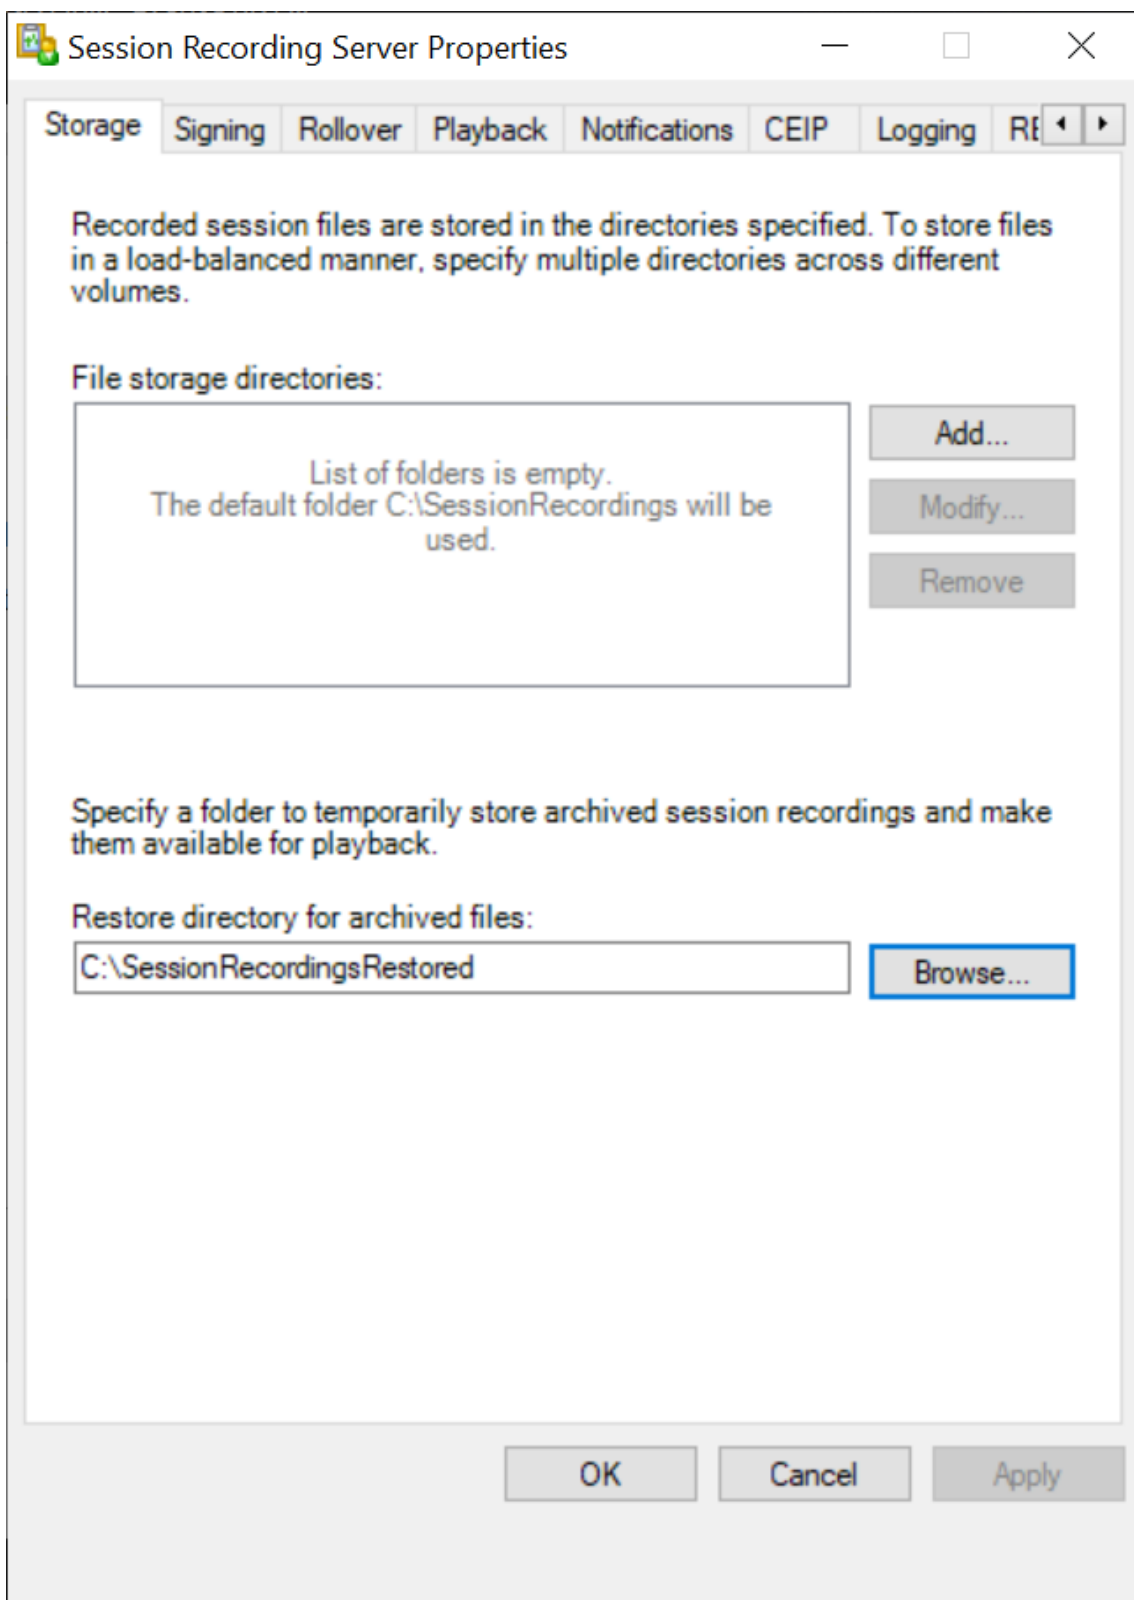 Session Recording Server Properties
Storage
Signing
Rollover
Playback
Notifications
CEIP
Logging
Recorded session files are stored in the directories specified. To store files
in a load-balanced manner, specify multiple directories across different
volumes.
File storage directories:
List of folders is empty.
The default folder C:\SessionRecordings will be
used.
Add...
Modify...
Remove
Specify a folder to temporarily store archived session recordings and make
them available for playback.
Restore directory for archived files:
C:\SessionRecordingsRestored
Browse...
OK
Cancel
Apply